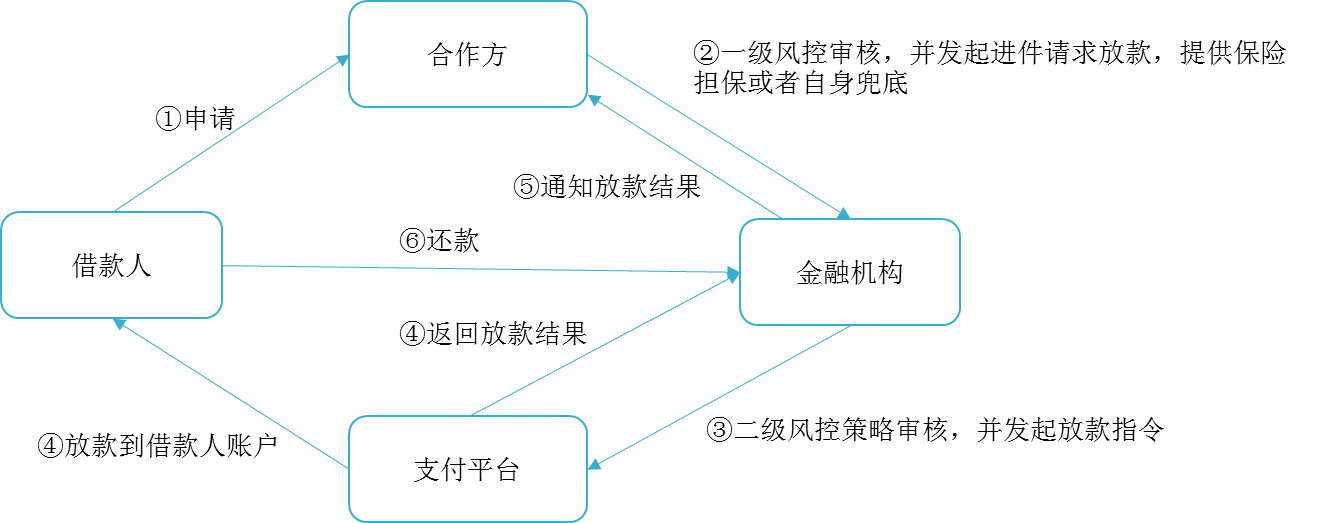 合作方
②一级风控审核，并发起进件请求放款，提供保险
担保或者自身兜底
①申请
⑤通知放款结果
⑥还款
借款人
金融机构
④返回放款结果
④放款到借款人账户
③二级风控策略审核，并发起放款指令
支付平台